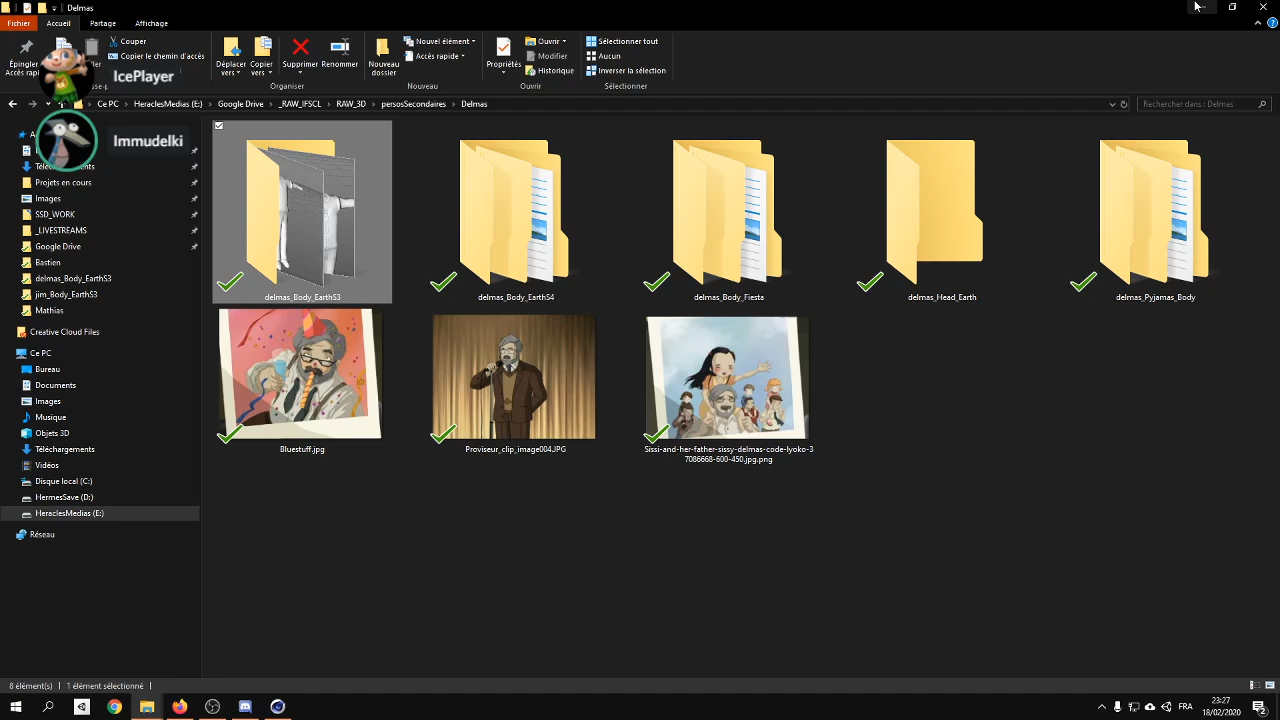 Delmas
Fichier Accueil Partage Affichage
Épingler
Accès rap
Couper
Copier le chemin d'accès
Déplacer
vers
Copier
vers
Supprimer
Renommer
Organiser
Nouveau
dossier
Nouvel élément
Accès rapide
Nouveau
Propriétés
Ouvrir
Modifier
Historique
Ouvrir
Sélectionner tout
Aucun
Inverser la sélection
Sélectionner
IcePlayer
Immudelki
Ce PC > HeraclesMedias (E:) > Google Drive > _RAW_IFSCL > RAW_3D > persosSecondaires > Delmas
Rechercher dans : Delmas
Projets en cours
Images
SSD_WORK
_LIVESTREAMS
Google Drive
Bastien
delmas_Body_EarthS3
jim_Body_EarthS3
Mathias
Creative Cloud Files
Ce PC
Bureau
Documents
Images
Musique
Objets 3D
Téléchargements
Vidéos
Disque local (C:)
HermesSave (D:)
HeraclesMedias (E:)
Réseau
delmas_Body_EarthS3
delmas_Body_EarthS4
delmas_Body_Fiesta
delmas_Head_Earth
delmas_Pyjamas_Body
Bluestuff.jpg
Proviseur_clip_image004.JPG
Sissi-and-her-father-sissy-delmas-code-lyoko-3
7086668-600-450.jpg.png
8 élément(s) 1 élément sélectionné
FRA
23:27
18/02/2020
2